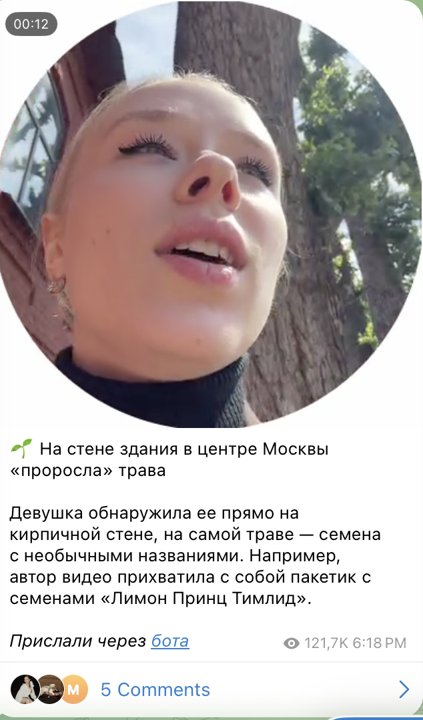 00:12
🌱 На стене здания в центре Москвы
«проросла» трава
Девушка обнаружила ее прямо на
кирпичной стене, на самой траве — семена
с необычными названиями. Например,
автор видео прихватила с собой пакетик с
семенами «Лимон Принц Тимлид».
Прислали через бота
121,7K 6:18 PM
M
5 Comments